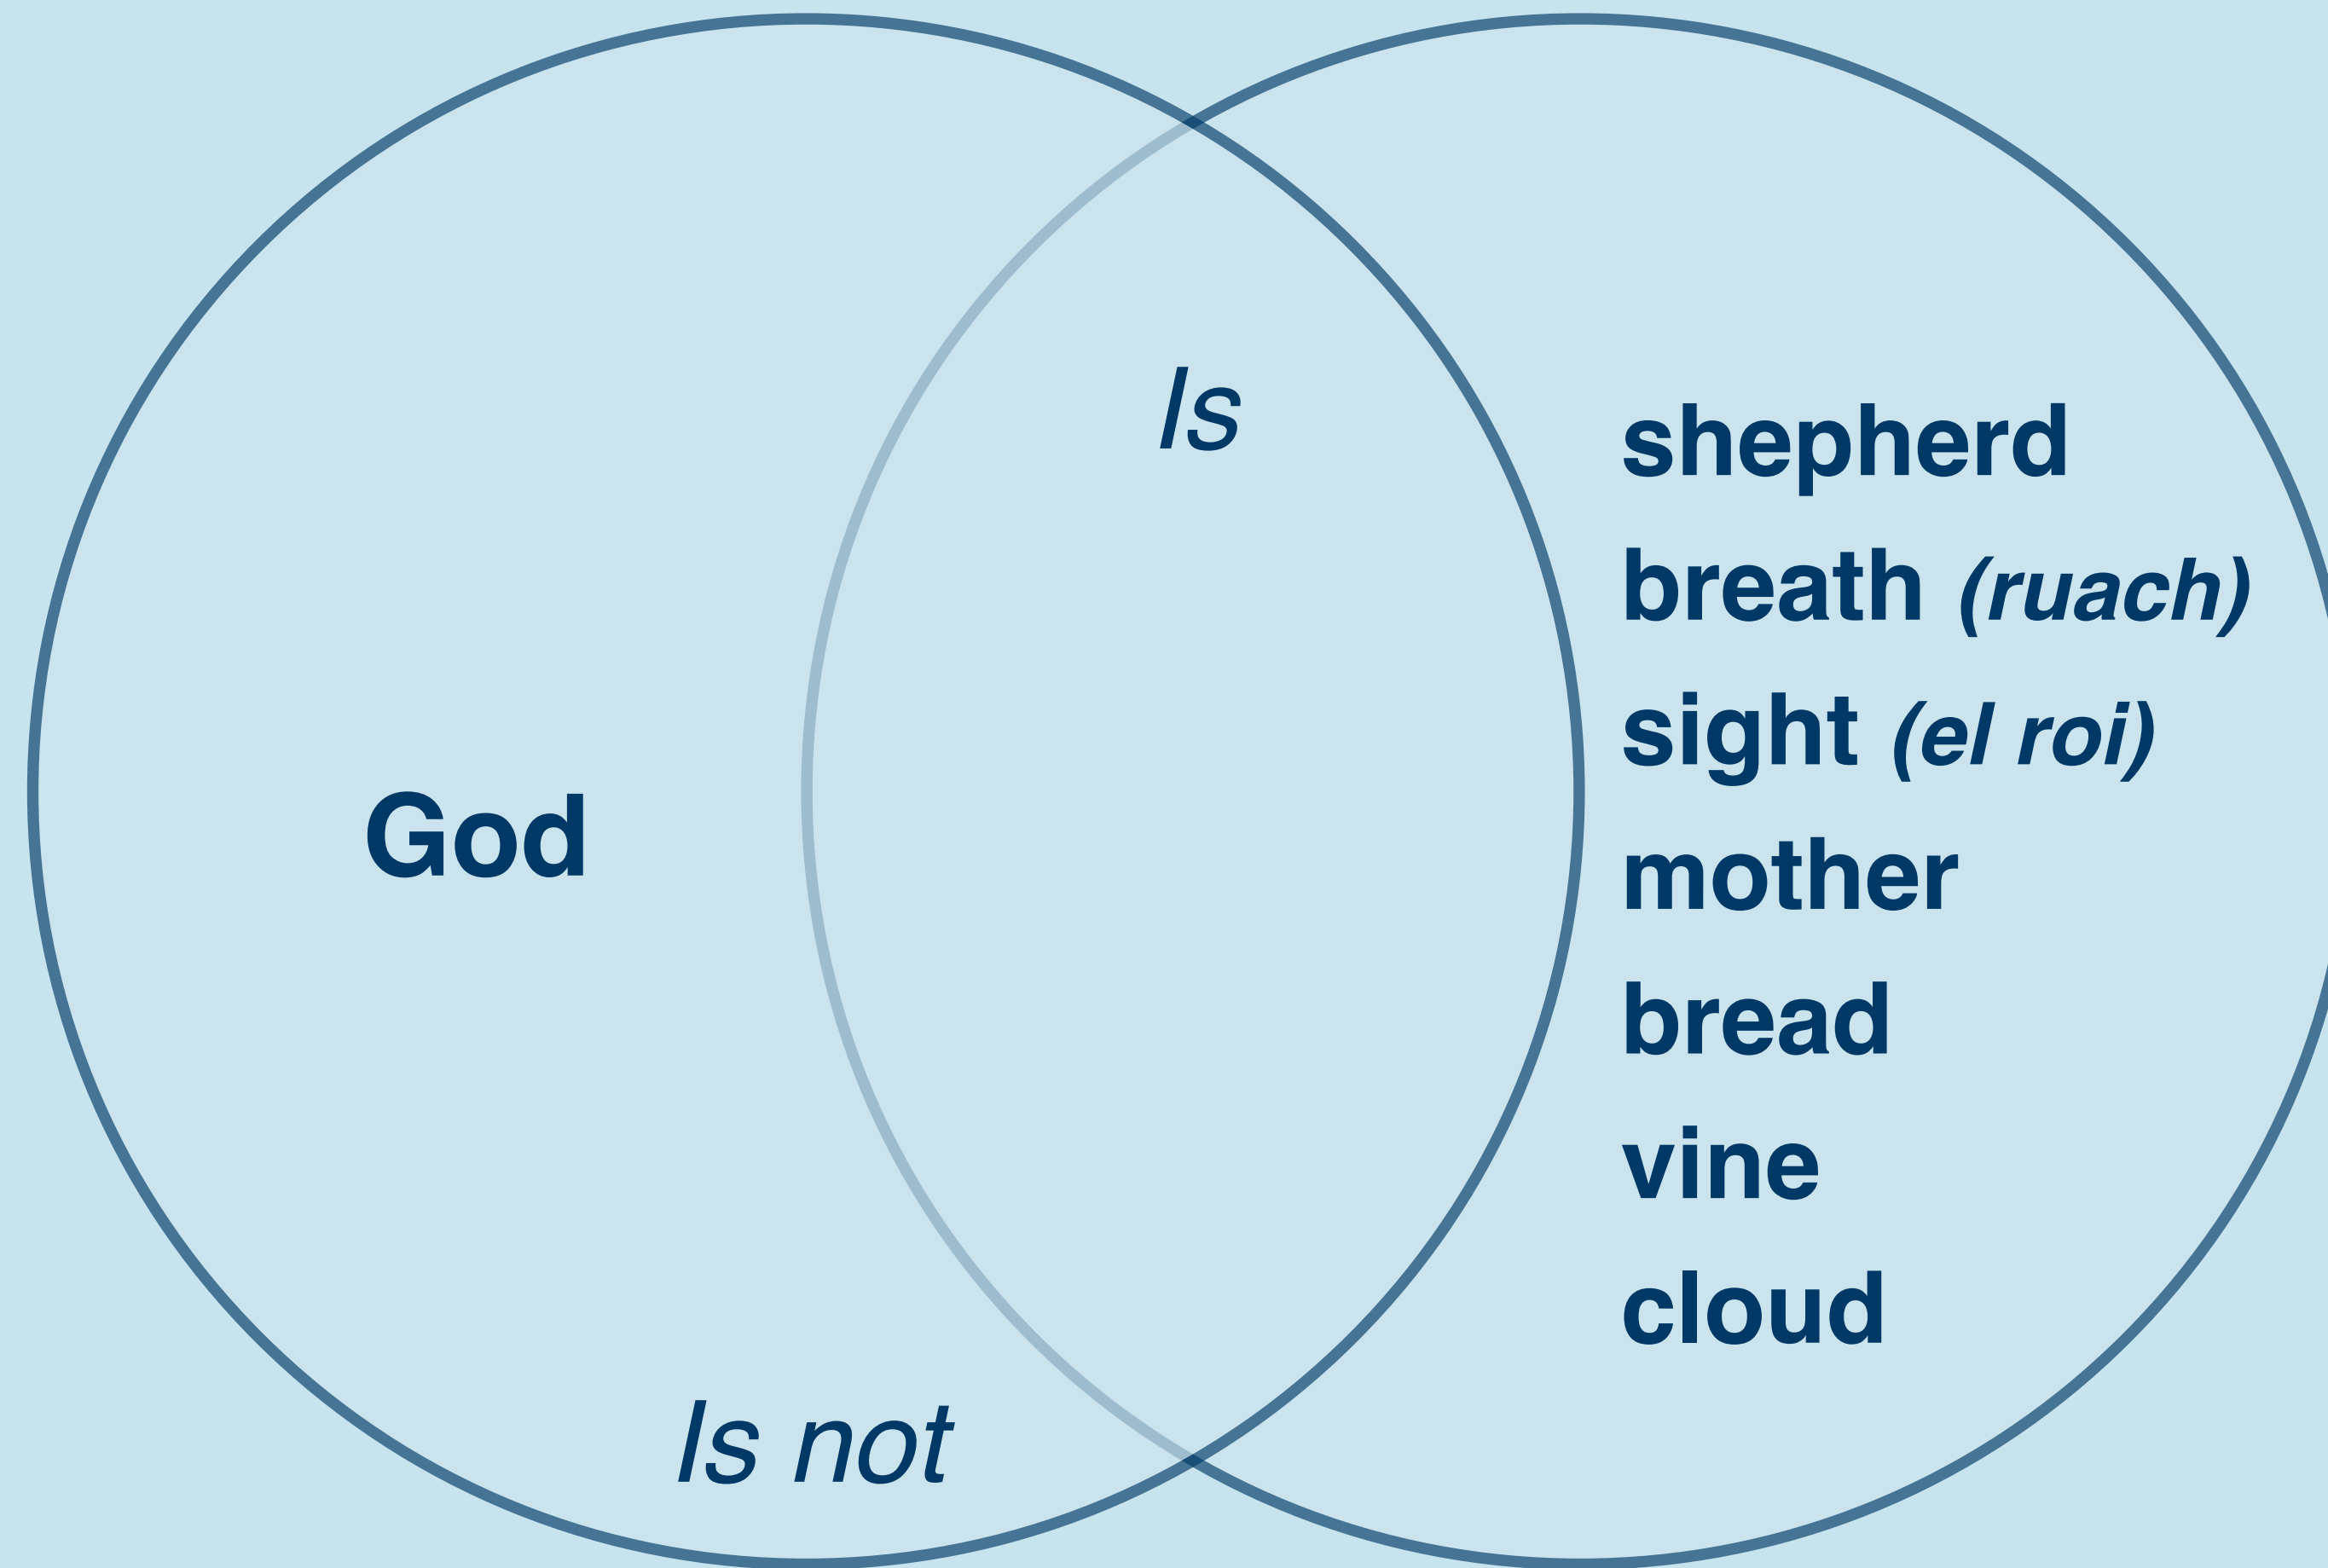 Is
shepherd
breath (ruach)
sight (el roi)
God
mother
bread
vine
cloud
Is not